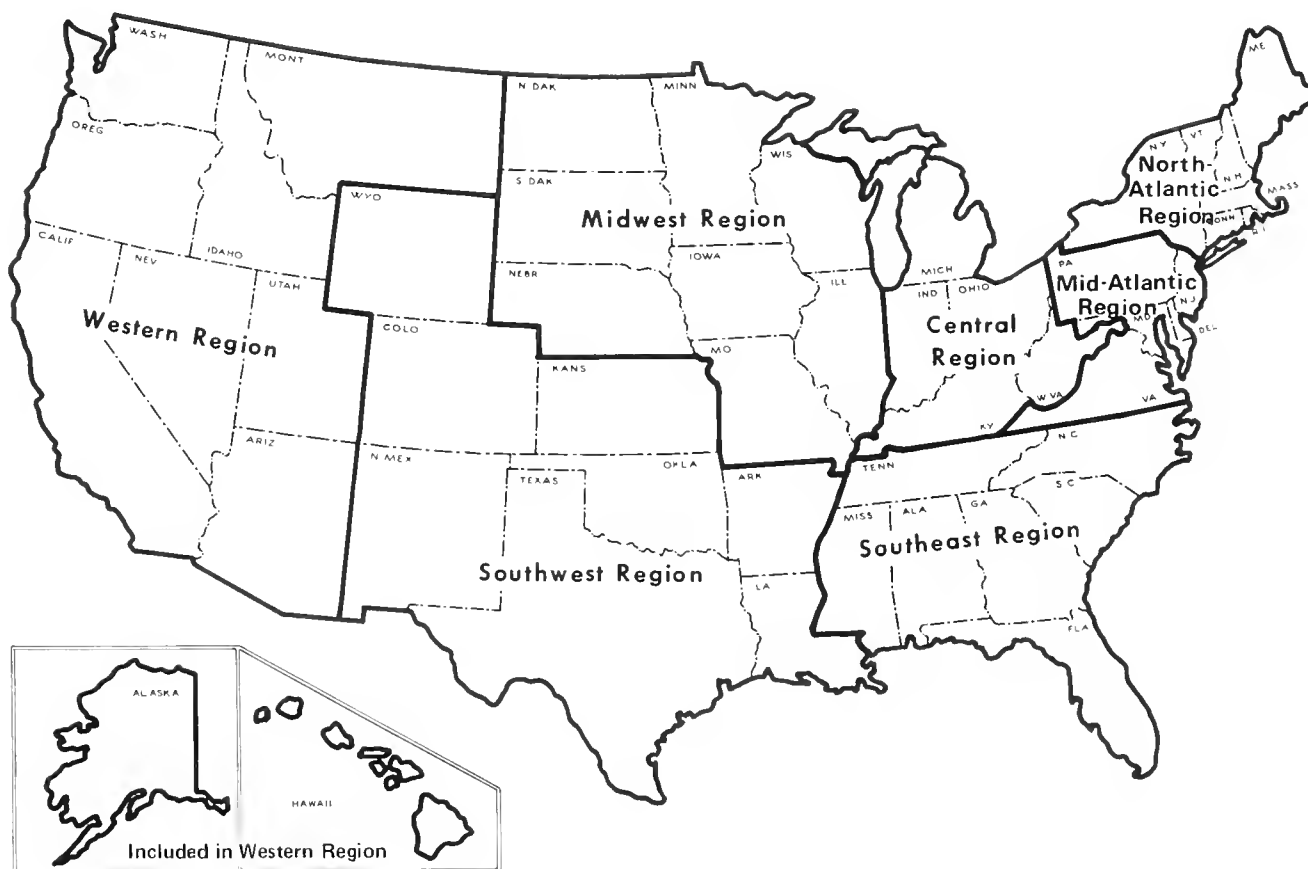 WASH
MONT
N DAK
MINN
ME
OREG
WIS
NY
VT
North-
Atlantic
Region
N H
MASS
CONN
R I
WYO
S DAK
Midwest Region
CALIF
NEV
IDAHO
UTAH
NEBR
IOWA
ILL
MICH
IND
OHIO
PA
Mid-Atlantic
Region
N J
MD
DEL
Western Region
COLO
Central
Region
MO
KANS
W VA
VA
KY
ARIZ
N MEX
OKLA
TEXAS
ARK
TENN
N C
S C
MISS
ALA
GA
Southeast Region
Southwest Region
LA
FLA
ALASKA
HAWAII
Included in Western Region